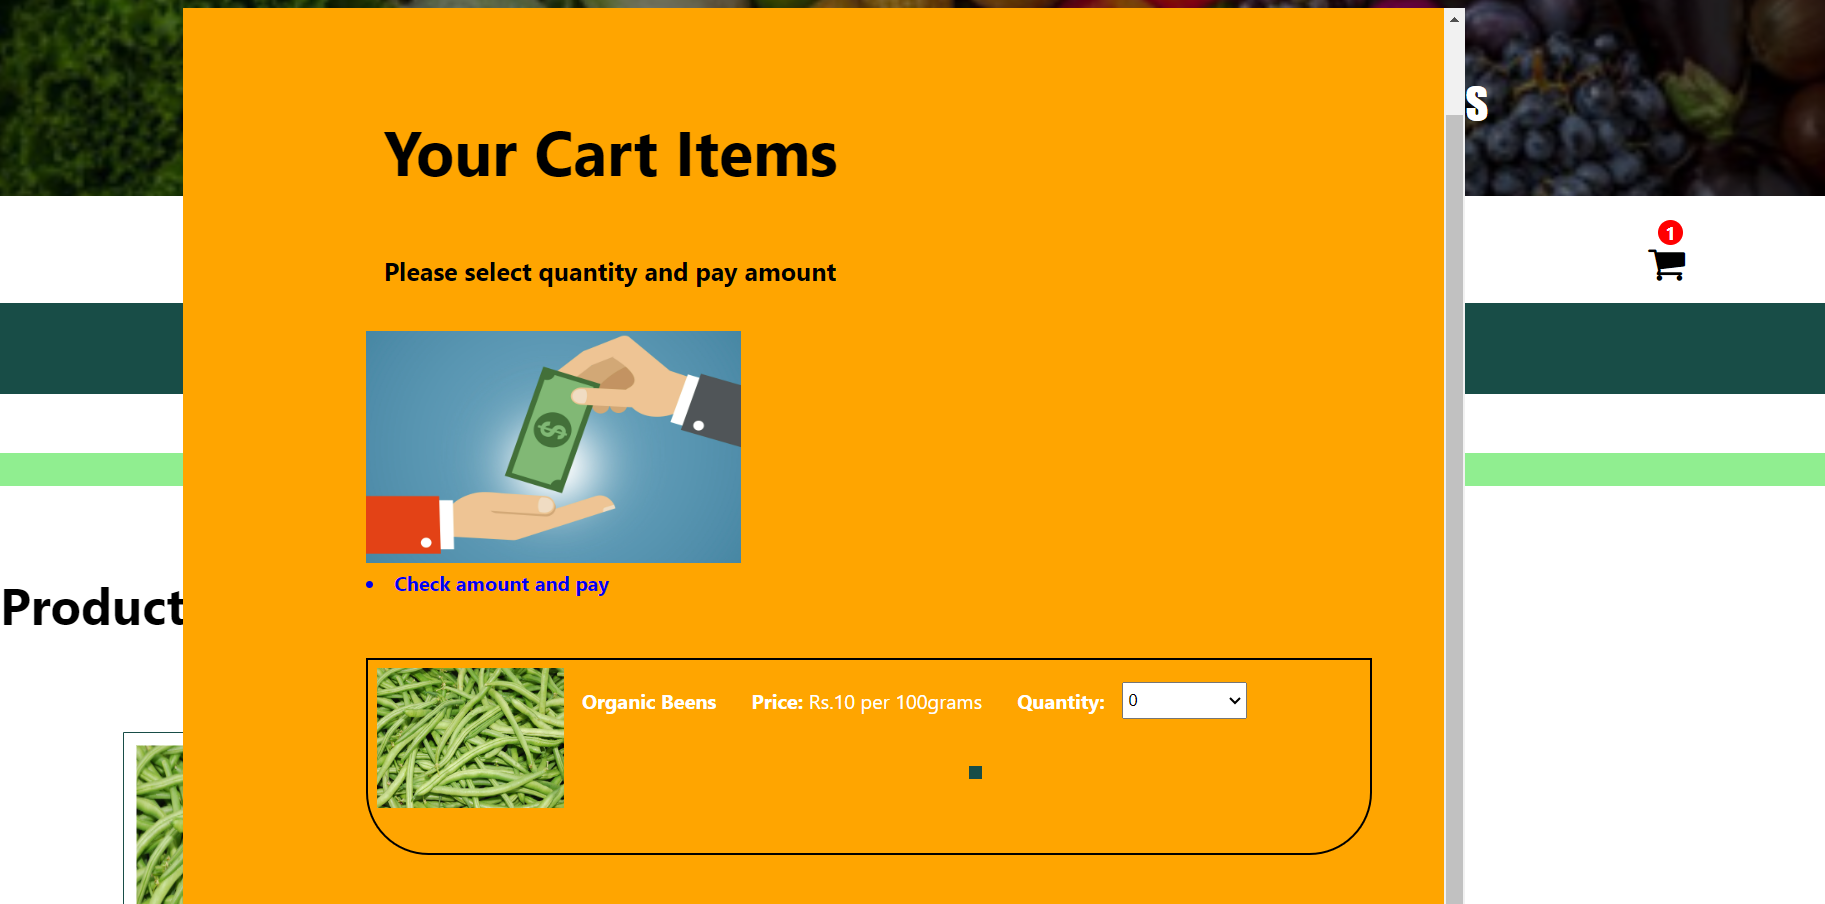 S
1
Your Cart Items
Please select quantity and pay amount
$
Check amount and pay
Product
Organic Beens Price: Rs.10 per 100grams Quantity: 0